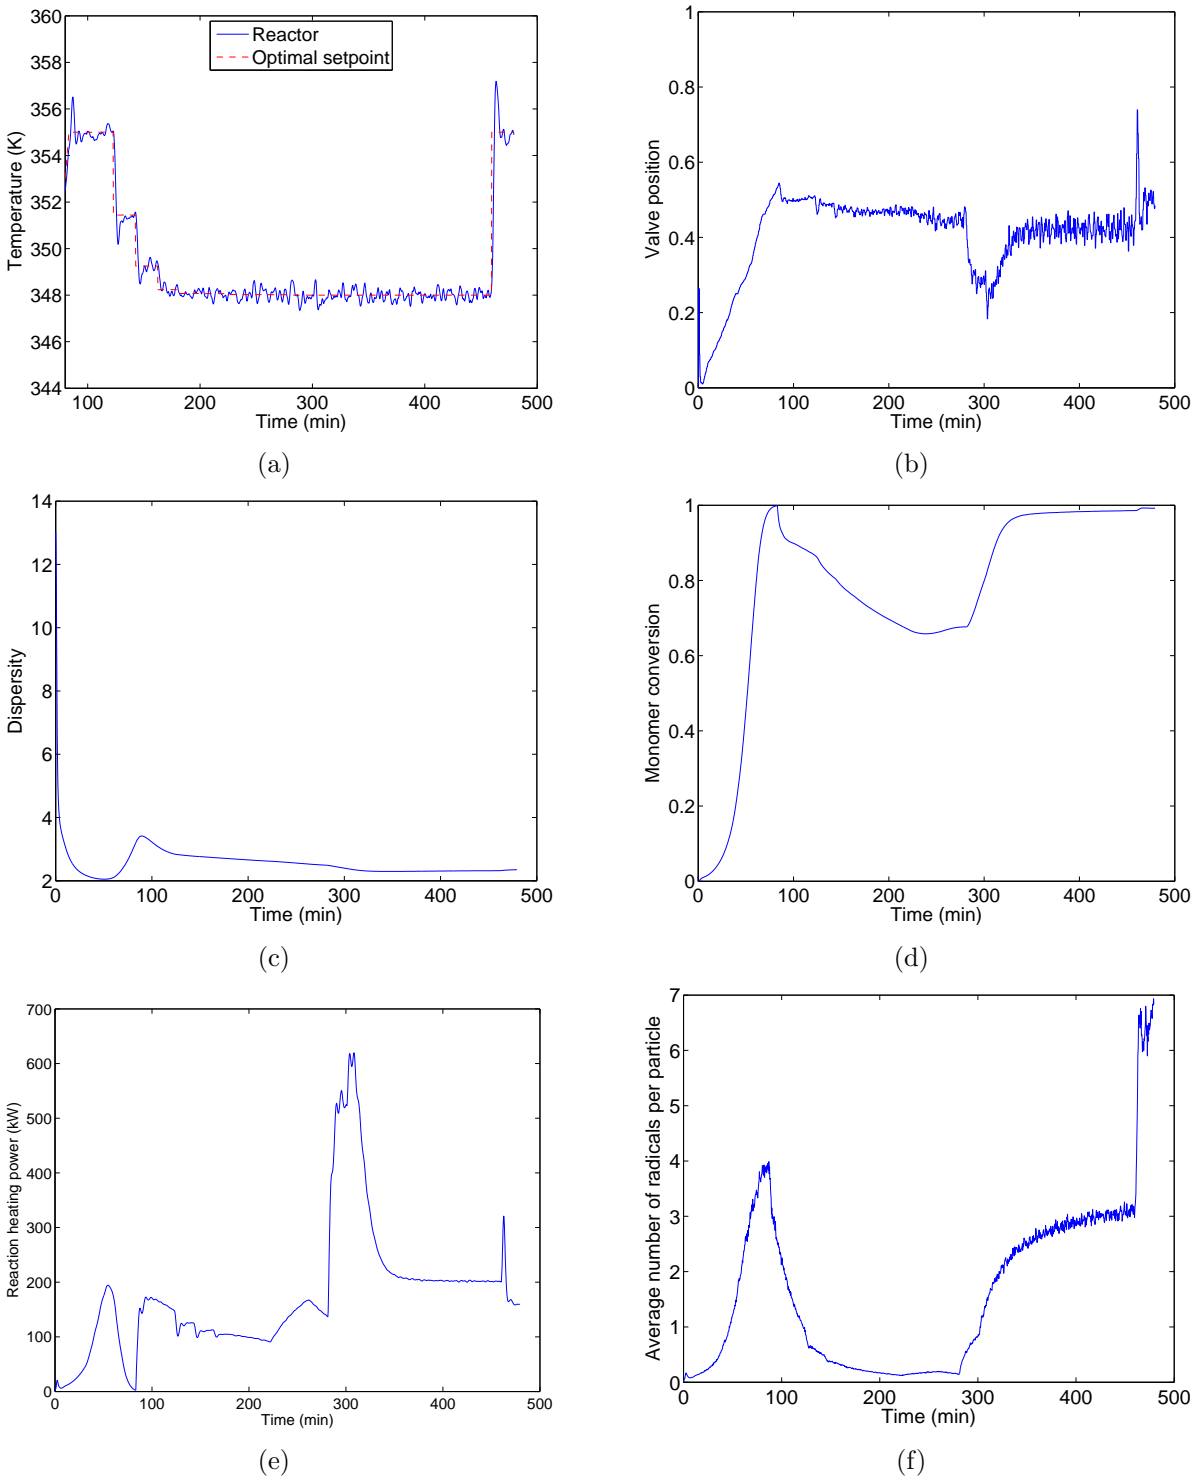 360
358
356
354
352
350
348
346
344
100 200 300 400 500
Temperature (K)
Time (min)
Reactor
Optimal setpoint
(a)
1
0.8
0.6
0.4
0.2
0
0 100 200 300 400 500
Valve position
Time (min)
(b)
14
12
10
8
6
4
2
0 100 200 300 400 500
Dispersity
Time (min)
(c)
1
0.8
0.6
0.4
0.2
0
0 100 200 300 400 500
Monomer conversion
Time (min)
(d)
700
600
500
400
300
200
100
0
0 100 200 300 400 500
Reaction heating power (kW)
Time (min)
(e)
7
6
5
4
3
2
1
0
0 100 200 300 400 500
Average number of radicals per particle
Time (min)
(f)